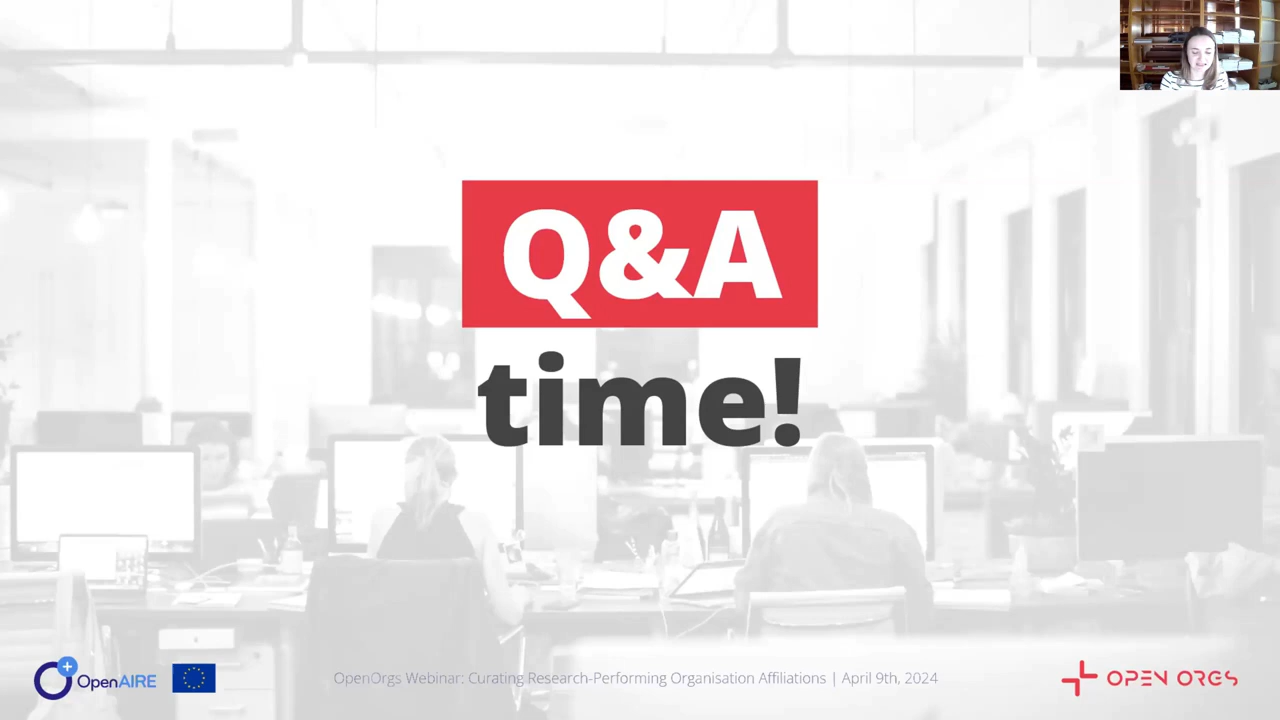 Q&A
time!
OpenAIRE
OpenOrgs Webinar: Curating Research-Performing Organisation Affiliations | April 9th, 2024
OPEN ORGS